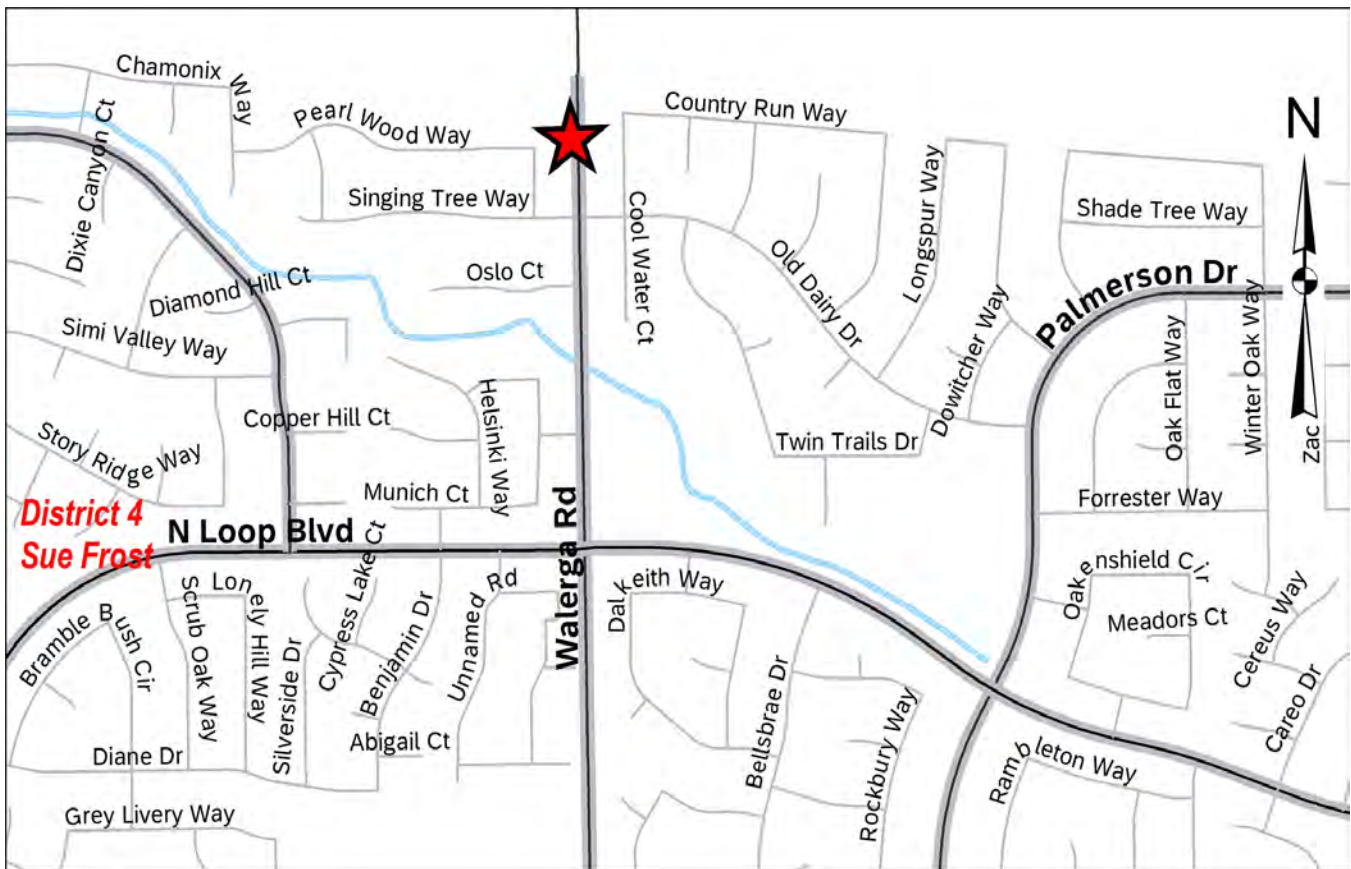 Chamonix Way
Country Run Way
N
Pearl Wood Way
Dixie Canyon Ct
Singing Tree Way
Cool Water Ct
Longspur Way
Shade Tree Way
Oslo Ct
Old Dairy Dr
Palmerson Dr
Diamond Hill Ct
Simi Valley Way
Dowitcher Way
Oak Flat Way
Winter Oak Way
Helsinki Way
Copper Hill Ct
Story Ridge Way
Twin Trails Dr
Zac
Munich Ct
Forrester Way
District 4
Sue Frost
N Loop Blvd
Walerga Rd
Cypress Lake Ct
Scrub Oak Way
Lonely Hill Way
Unnamed Rd
Dalkeith Way
Oakenshield Cir
Meadors Ct
Cereus Way
Bramble Bush Cir
Silverside Dr
Benjamin Dr
Bellsbrae Dr
Rockbury Way
Careo Dr
Abigail Ct
Diane Dr
Rambleton Way
Grey Livery Way